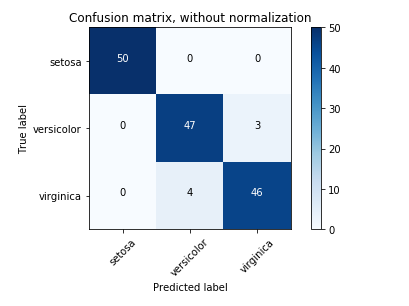 Confusion matrix, without normalization
True label
setosa
versicolor
virginica
50 0 0
0 47 3
0 4 46
setosa
versicolor
virginica
Predicted label
50
40
30
20
10
0